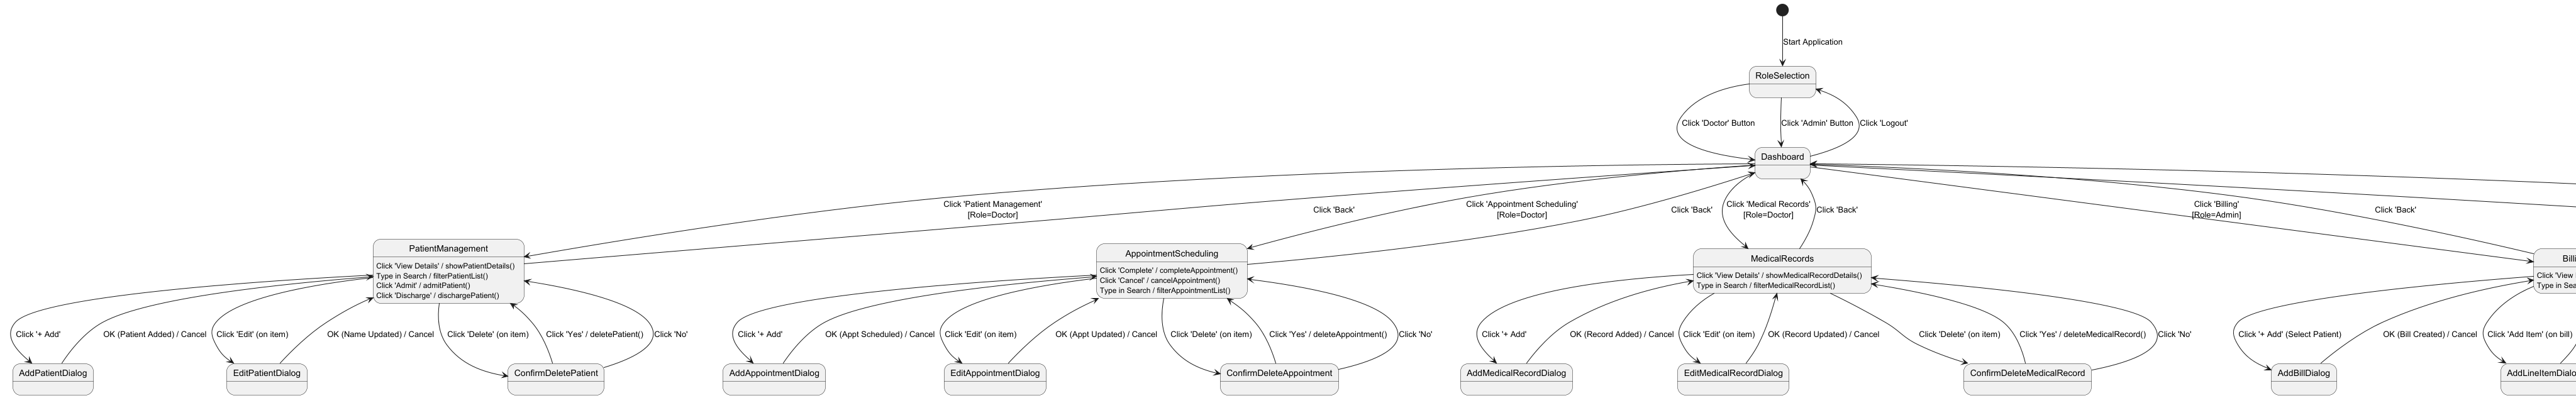 Start Application
RoleSelection
Click 'Doctor' Button
Click 'Admin' Button
Click 'Logout'
Dashboard
Click 'Patient Management'
[Role=Doctor]
Click 'Back'
Click 'Appointment Scheduling'
[Role=Doctor]
Click 'Back'
Click 'Medical Records'
[Role=Doctor]
Click 'Back'
Click 'Billing'
[Role=Admin]
Click 'Back'
PatientManagement
Click 'View Details' / showPatientDetails()
Type in Search / filterPatientList()
Click 'Admit' / admitPatient()
Click 'Discharge' / dischargePatient()
AppointmentScheduling
Click 'Complete' / completeAppointment()
Click 'Cancel' / cancelAppointment()
Type in Search / filterAppointmentList()
MedicalRecords
Click 'View Details' / showMedicalRecordDetails()
Type in Search / filterMedicalRecordList()
Billi
Click 'View
Type in Sea
Click '+ Add'
OK (Patient Added) / Cancel
Click 'Edit' (on item)
OK (Name Updated) / Cancel
Click 'Delete' (on item)
Click 'Yes' / deletePatient()
Click 'No'
Click '+ Add'
OK (Appt Scheduled) / Cancel
Click 'Edit' (on item)
OK (Appt Updated) / Cancel
Click 'Delete' (on item)
Click 'Yes' / deleteAppointment()
Click 'No'
Click '+ Add'
OK (Record Added) / Cancel
Click 'Edit' (on item)
OK (Record Updated) / Cancel
Click 'Delete' (on item)
Click 'Yes' / deleteMedicalRecord()
Click 'No'
Click '+ Add' (Select Patient)
OK (Bill Created) / Cancel
Click 'Add Item' (on bill)
AddPatientDialog
EditPatientDialog
ConfirmDeletePatient
AddAppointmentDialog
EditAppointmentDialog
ConfirmDeleteAppointment
AddMedicalRecordDialog
EditMedicalRecordDialog
ConfirmDeleteMedicalRecord
AddBillDialog
AddLineItemDialo